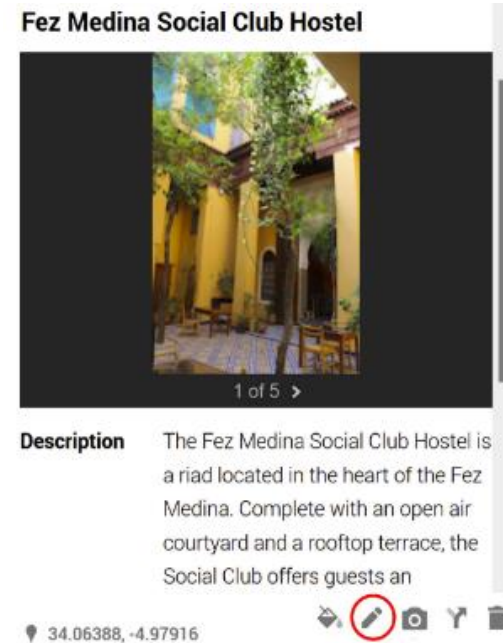 Fez Medina Social Club Hostel
1 of 5 >
Description
The Fez Medina Social Club Hostel is
a riad located in the heart of the Fez
Medina. Complete with an open air
courtyard and a rooftop terrace, the
Social Club offers guests an
34.06388, -4.97916